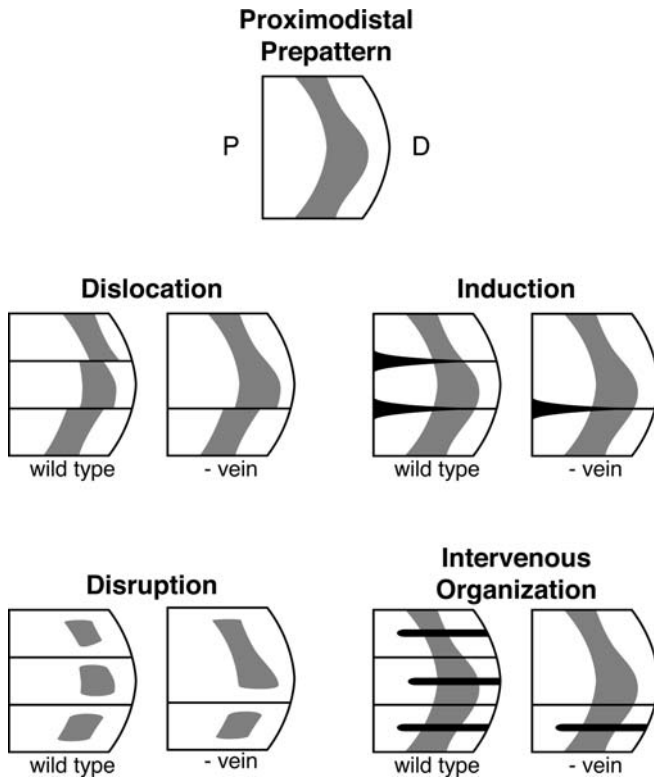 Proximodistal
Prepattern
P
D
Dislocation
Induction
wild type
- vein
wild type
- vein
Disruption
Intervenous
Organization
wild type
- vein
wild type
- vein